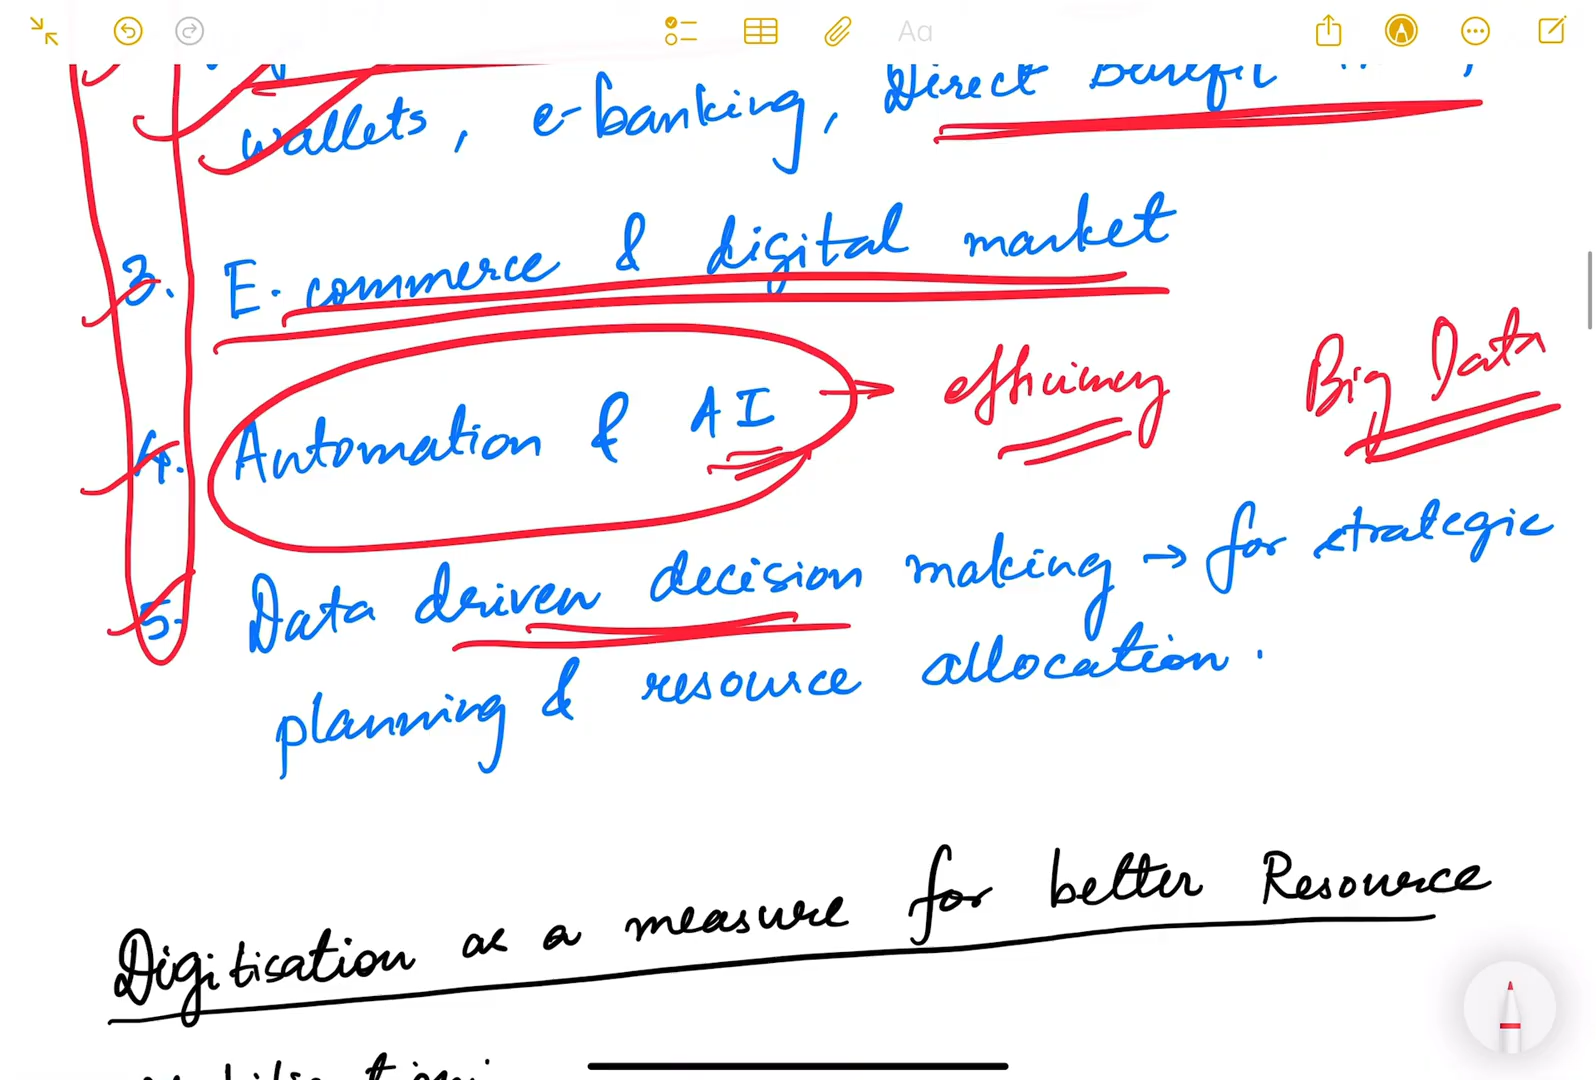 Aa
wallets, e-banking, Direct Benefit
3. E-commerce & digital market
4. Automation & AI → efficiency Big Data
5. Data driven decision making → for strategic
planning & resource allocation.
Digitisation as a measure for better Resource